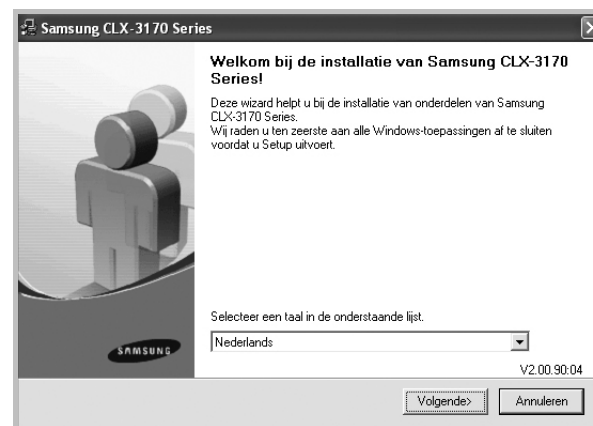 Samsung CLX-3170 Series
Welkom bij de installatie van Samsung CLX-3170
Series!
Deze wizard helpt u bij de installatie van onderdelen van Samsung
CLX-3170 Series.
Wij raden u ten zeerste aan alle Windows-toepassingen af te sluiten
voordat u Setup uitvoert.
Selecteer een taal in de onderstaande lijst.
Nederlands
SAMSUNG
V2.00.90:04
Volgende>
Annuleren